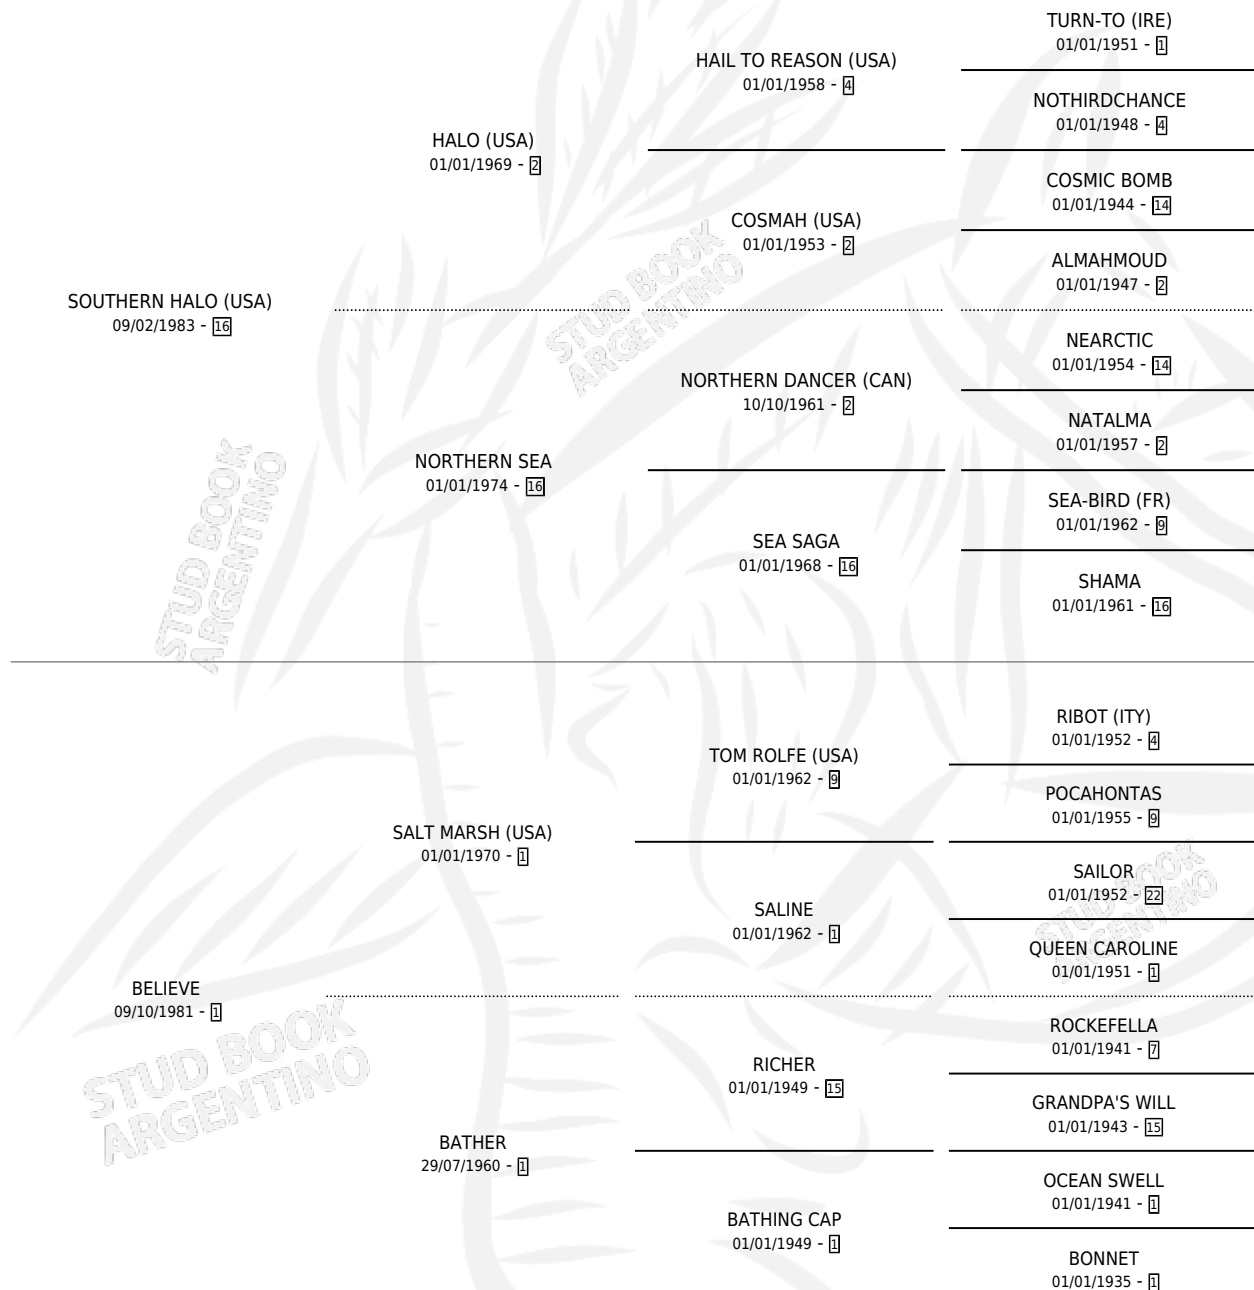 TURN-TO (IRE)
01/01/1951 - 1
HAIL TO REASON (USA)
01/01/1958 - 4
NOTHIRDCHANCE
01/01/1948 - 4
HALO (USA)
01/01/1969 - 2
COSMIC BOMB
01/01/1944 - 14
COSMAH (USA)
01/01/1953 - 2
ALMAHMOUD
01/01/1947 - 2
SOUTHERN HALO (USA)
09/02/1983 - 16
STUD BOOK
ARGENTINO
NEARCTIC
01/01/1954 - 14
NORTHERN DANCER (CAN)
10/10/1961 - 2
NATALMA
01/01/1957 - 2
NORTHERN SEA
01/01/1974 - 16
SEA-BIRD (FR)
01/01/1962 - 9
SEA SAGA
01/01/1968 - 16
SHAMA
01/01/1961 - 16
STUD BOOK
ARGENTINO
RIBOT (ITY)
01/01/1952 - 4
TOM ROLFE (USA)
01/01/1962 - 9
POCAHONTAS
01/01/1955 - 9
SALT MARSH (USA)
01/01/1970 - 1
SAILOR
01/01/1952 - 22
SALINE
01/01/1962 - 1
STUD BOOK
ARGENTINO
QUEEN CAROLINE
01/01/1951 - 1
BELIEVE
09/10/1981 - 1
STUD BOOK
ARGENTINO
ROCKEFELLA
01/01/1941 - 7
RICHER
01/01/1949 - 15
GRANDPA'S WILL
01/01/1943 - 15
BATHER
29/07/1960 - 1
OCEAN SWELL
01/01/1941 - 1
BATHING CAP
01/01/1949 - 1
BONNET
01/01/1935 - 1